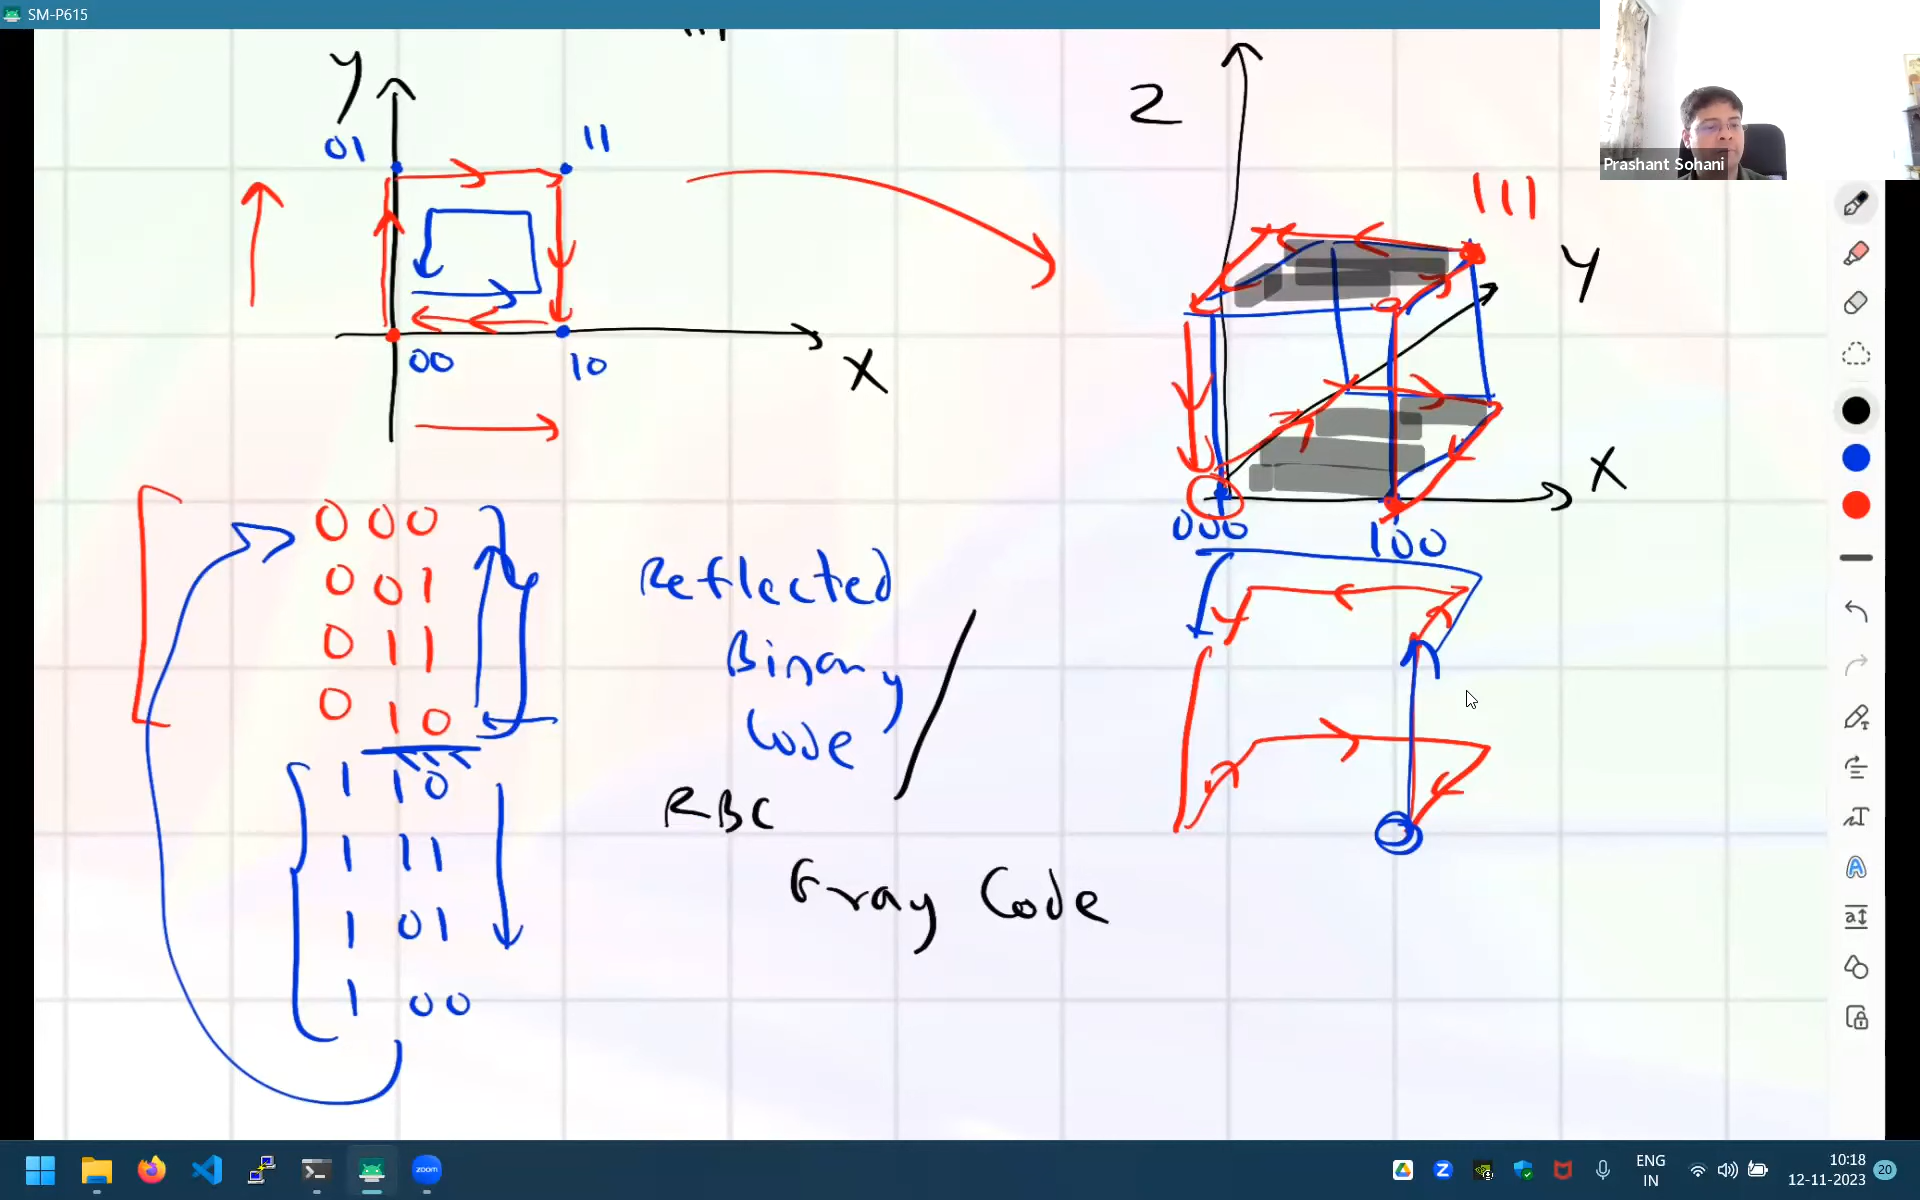 SM-P615
Prashant Sohani
y
01
11
00
10
X
Z
111
y
X
000
100
000
001
011
010
110
111
101
100
Reflected
Binary
Code
RBC
Gray Code
zoom
ENG
IN
10:18
12-11-2023
20